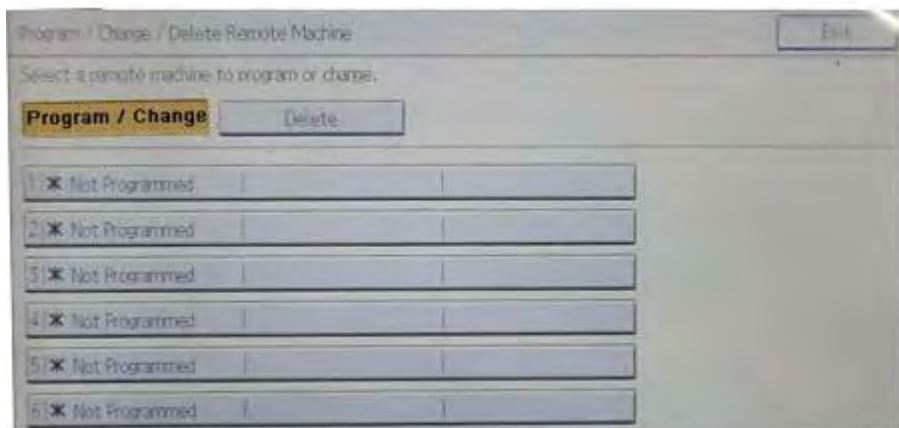 Program / Change / Delete Remote Machine Exit
Select a remote machine to program or change.
Program / Change Delete
1 * Not Programmed
2 * Not Programmed
3 * Not Programmed
4 * Not Programmed
5 * Not Programmed
6 * Not Programmed